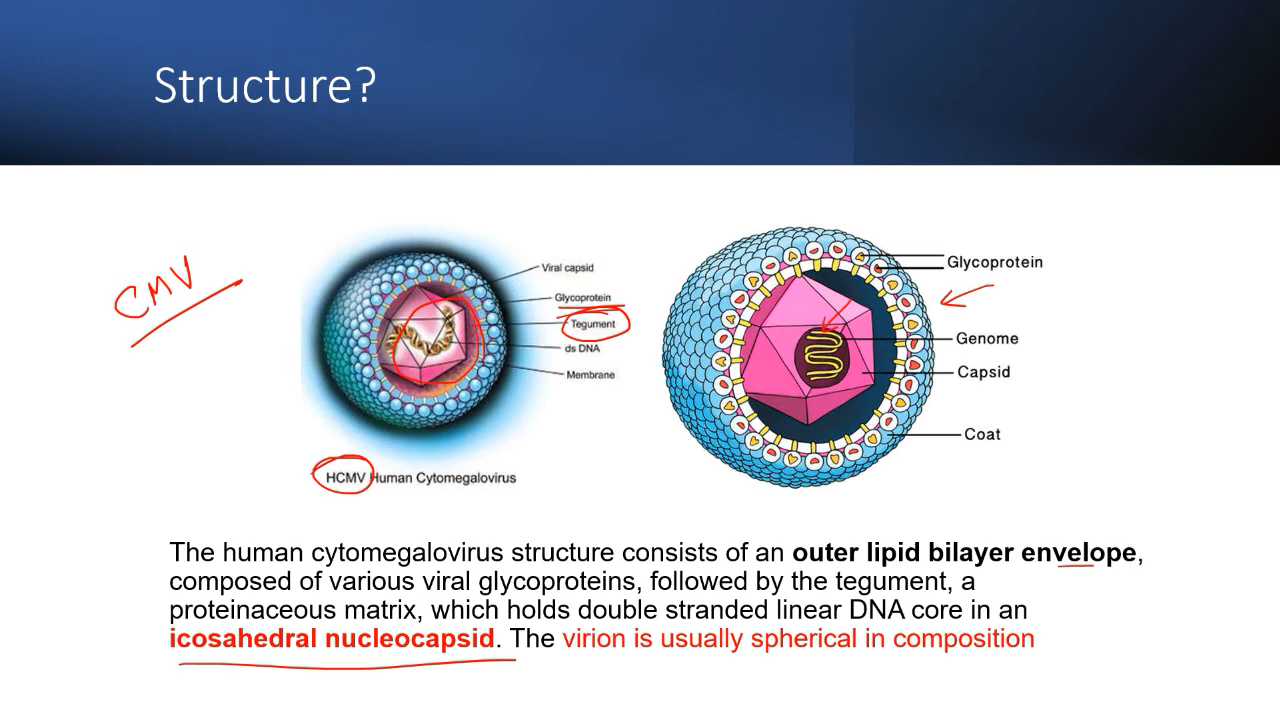 Structure?
CMV
Viral capsid
Glycoprotein
Tegument
ds DNA
Membrane
HCMV Human Cytomegalovirus
Glycoprotein
Genome
Capsid
Coat
The human cytomegalovirus structure consists of an outer lipid bilayer envelope,
composed of various viral glycoproteins, followed by the tegument, a
proteinaceous matrix, which holds double stranded linear DNA core in an
icosahedral nucleocapsid. The virion is usually spherical in composition